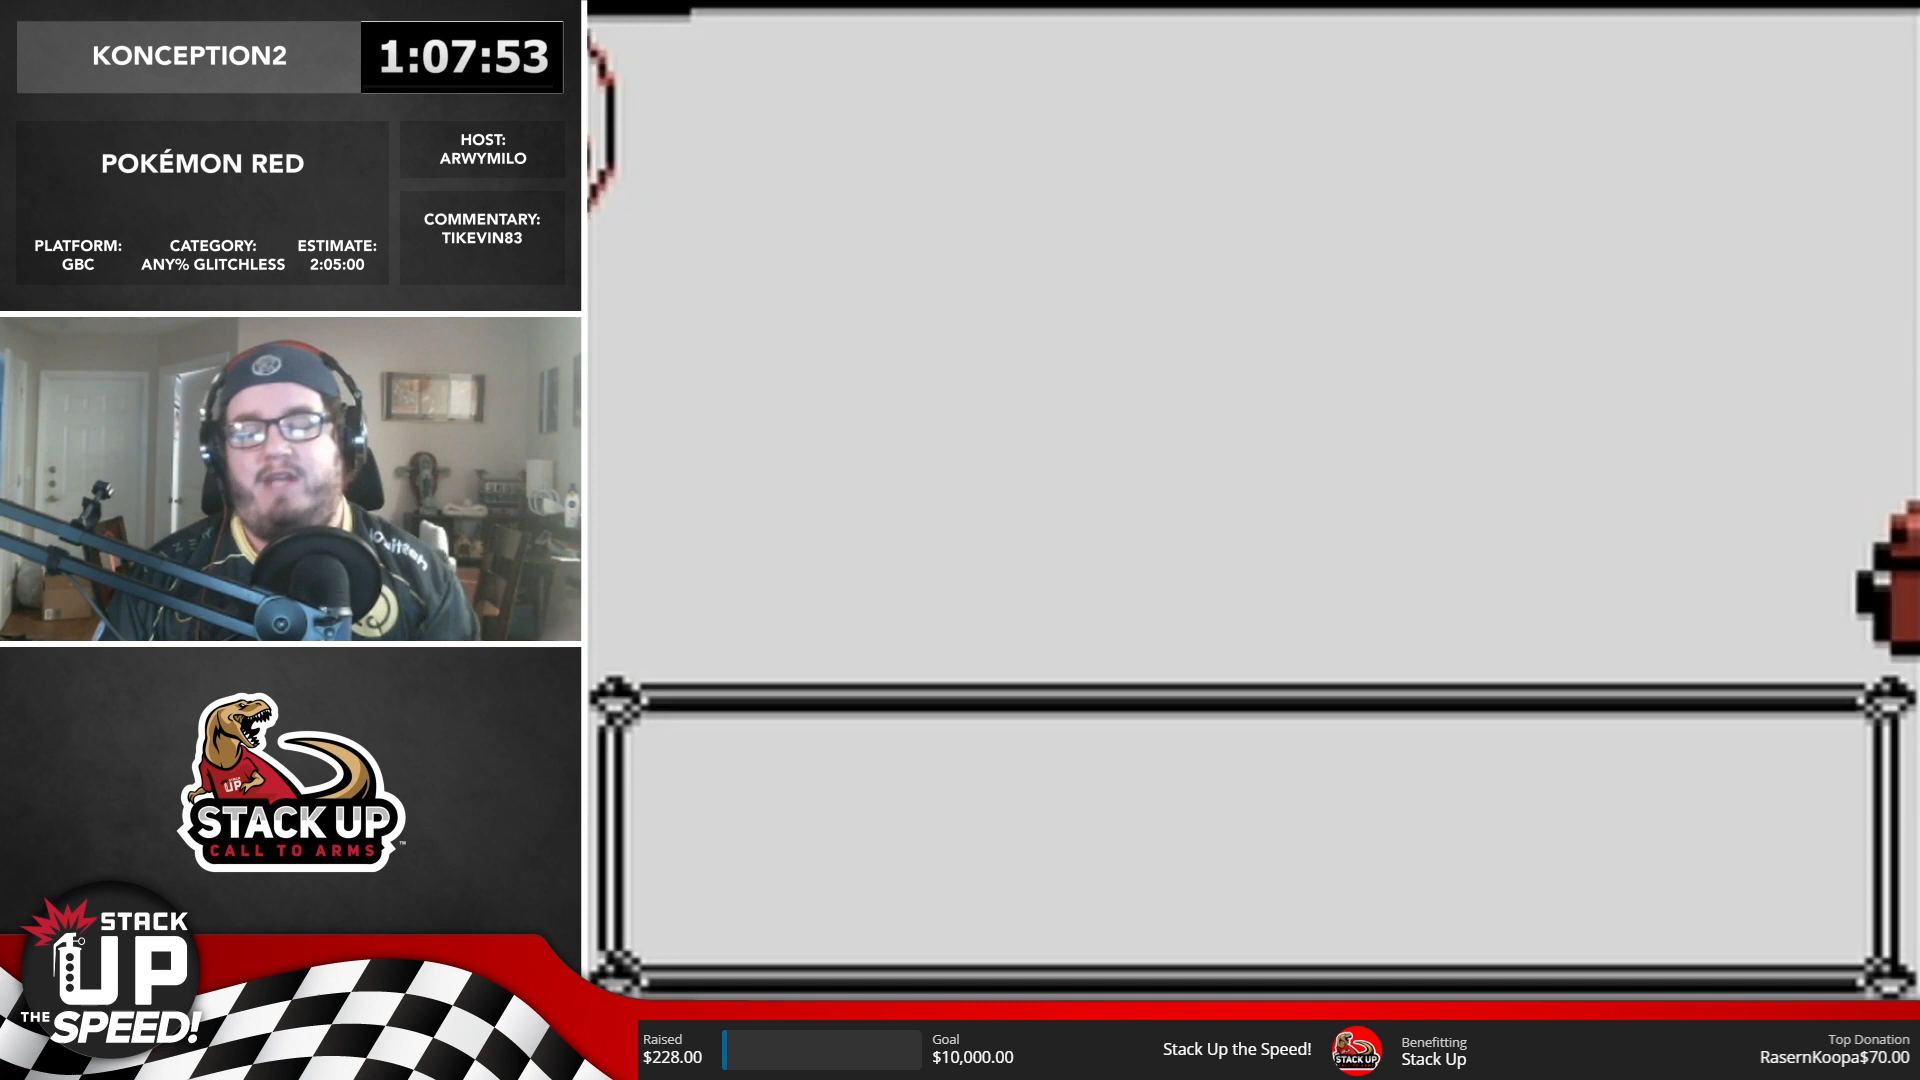 KONCEPTION2
1:07:53
POKÉMON RED
PLATFORM:
GBC
CATEGORY:
ANY% GLITCHLESS
ESTIMATE:
2:05:00
HOST:
ARWYMILO
COMMENTARY:
TIKEVIN83
UP
STACK UP
CALL TO ARMS
™
STACK
UP
THE
SPEED!
Raised
$228.00
Goal
$10,000.00
Stack Up the Speed!
STACK UP
Benefitting
Stack Up
Top Donation
RasernKoopa$70.00